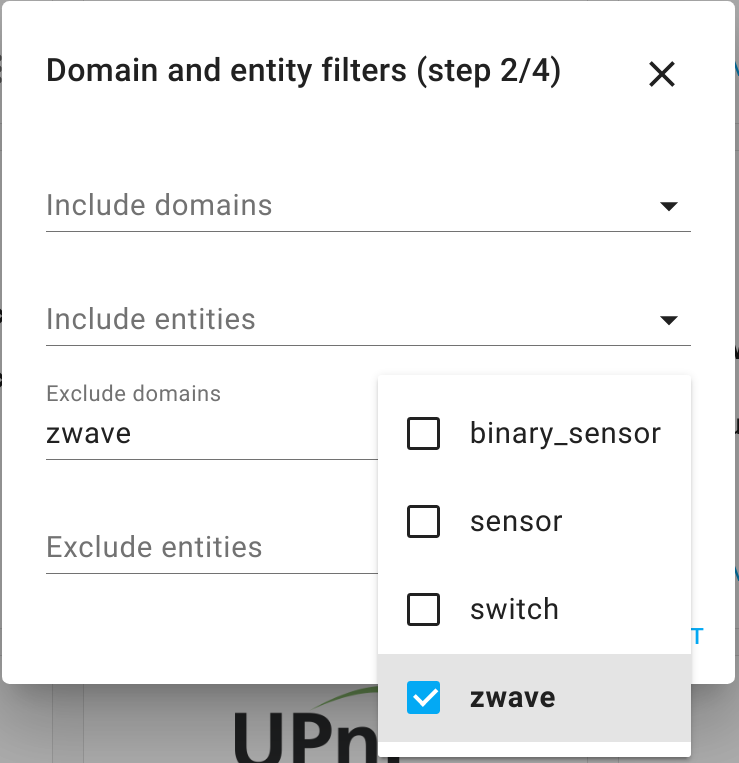 Domain and entity filters (step 2/4)
Include domains
Include entities
Exclude domains
zwave
Exclude entities
binary_sensor
sensor
switch
zwave
T
UPn